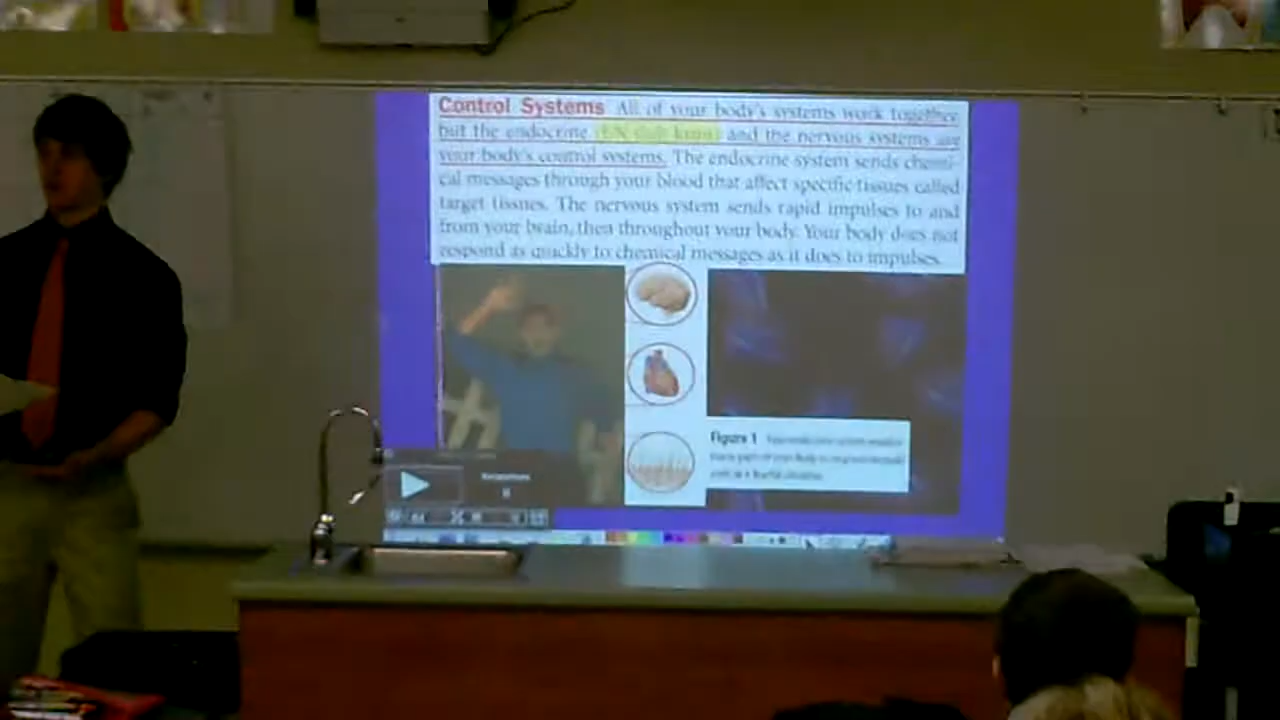 Control Systems All of your body's systems work together
but the endocrine (EN duh krun) and the nervous systems are
your body's control systems. The endocrine system sends chemi-
cal messages through your blood that affect specific tissues called
target tissues. The nervous system sends rapid impulses to and
from your brain, then throughout your body. Your body does not
respond as quickly to chemical messages as it does to impulses.
Figure 1